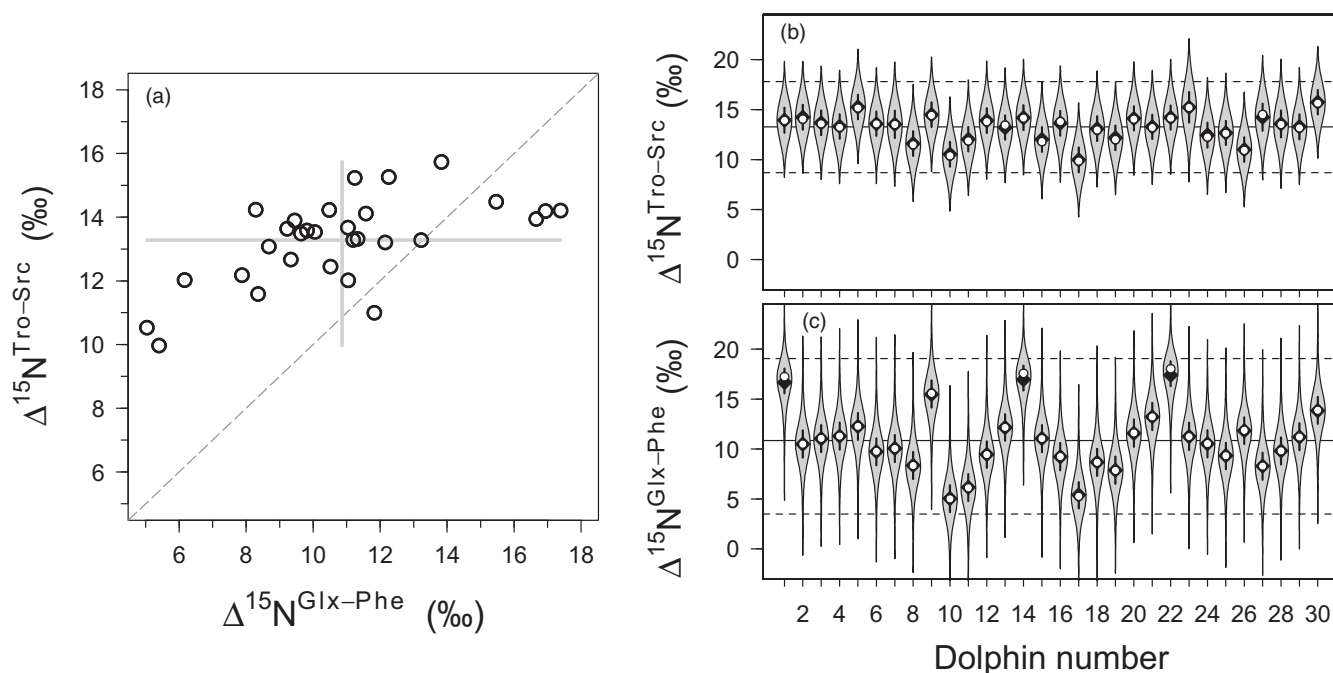 (a)
18
16
14
12
10
8
6
6 8 10 12 14 16 18
Δ15NTro–Src (‰)
Δ15NGlx–Phe (‰)
(b)
20
15
10
5
0
Δ15NTro–Src (‰)
(c)
20
15
10
5
0
Δ15NGlx–Phe (‰)
2 4 6 8 10 12 14 16 18 20 22 24 26 28 30
Dolphin number